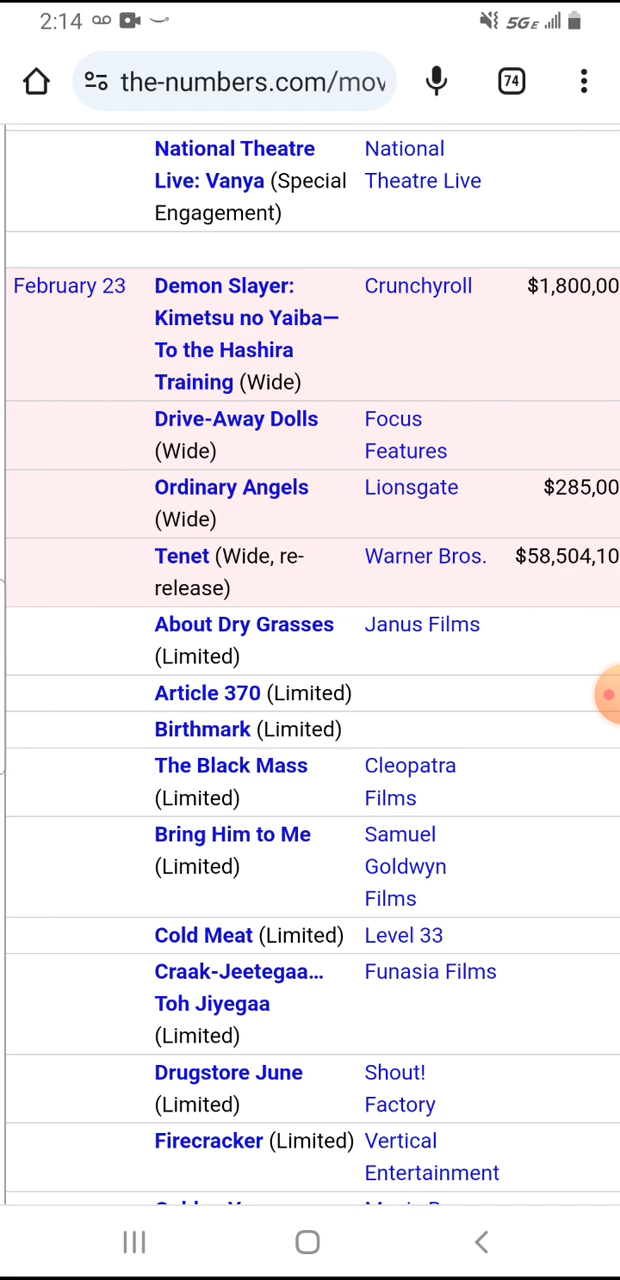 2:14
5GE
the-numbers.com/mov
74
National Theatre
Live: Vanya (Special
Engagement)
National
Theatre Live
February 23
Demon Slayer:
Kimetsu no Yaiba—
To the Hashira
Training (Wide)
Crunchyroll
$1,800,00
Drive-Away Dolls
(Wide)
Focus
Features
Ordinary Angels
(Wide)
Lionsgate
$285,00
Tenet (Wide, re-
release)
Warner Bros.
$58,504,10
About Dry Grasses
(Limited)
Janus Films
Article 370 (Limited)
Birthmark (Limited)
The Black Mass
(Limited)
Cleopatra
Films
Bring Him to Me
(Limited)
Samuel
Goldwyn
Films
Cold Meat (Limited)
Level 33
Craak-Jeetegaa...
Toh Jiyegaa
(Limited)
Funasia Films
Drugstore June
(Limited)
Shout!
Factory
Firecracker (Limited)
Vertical
Entertainment